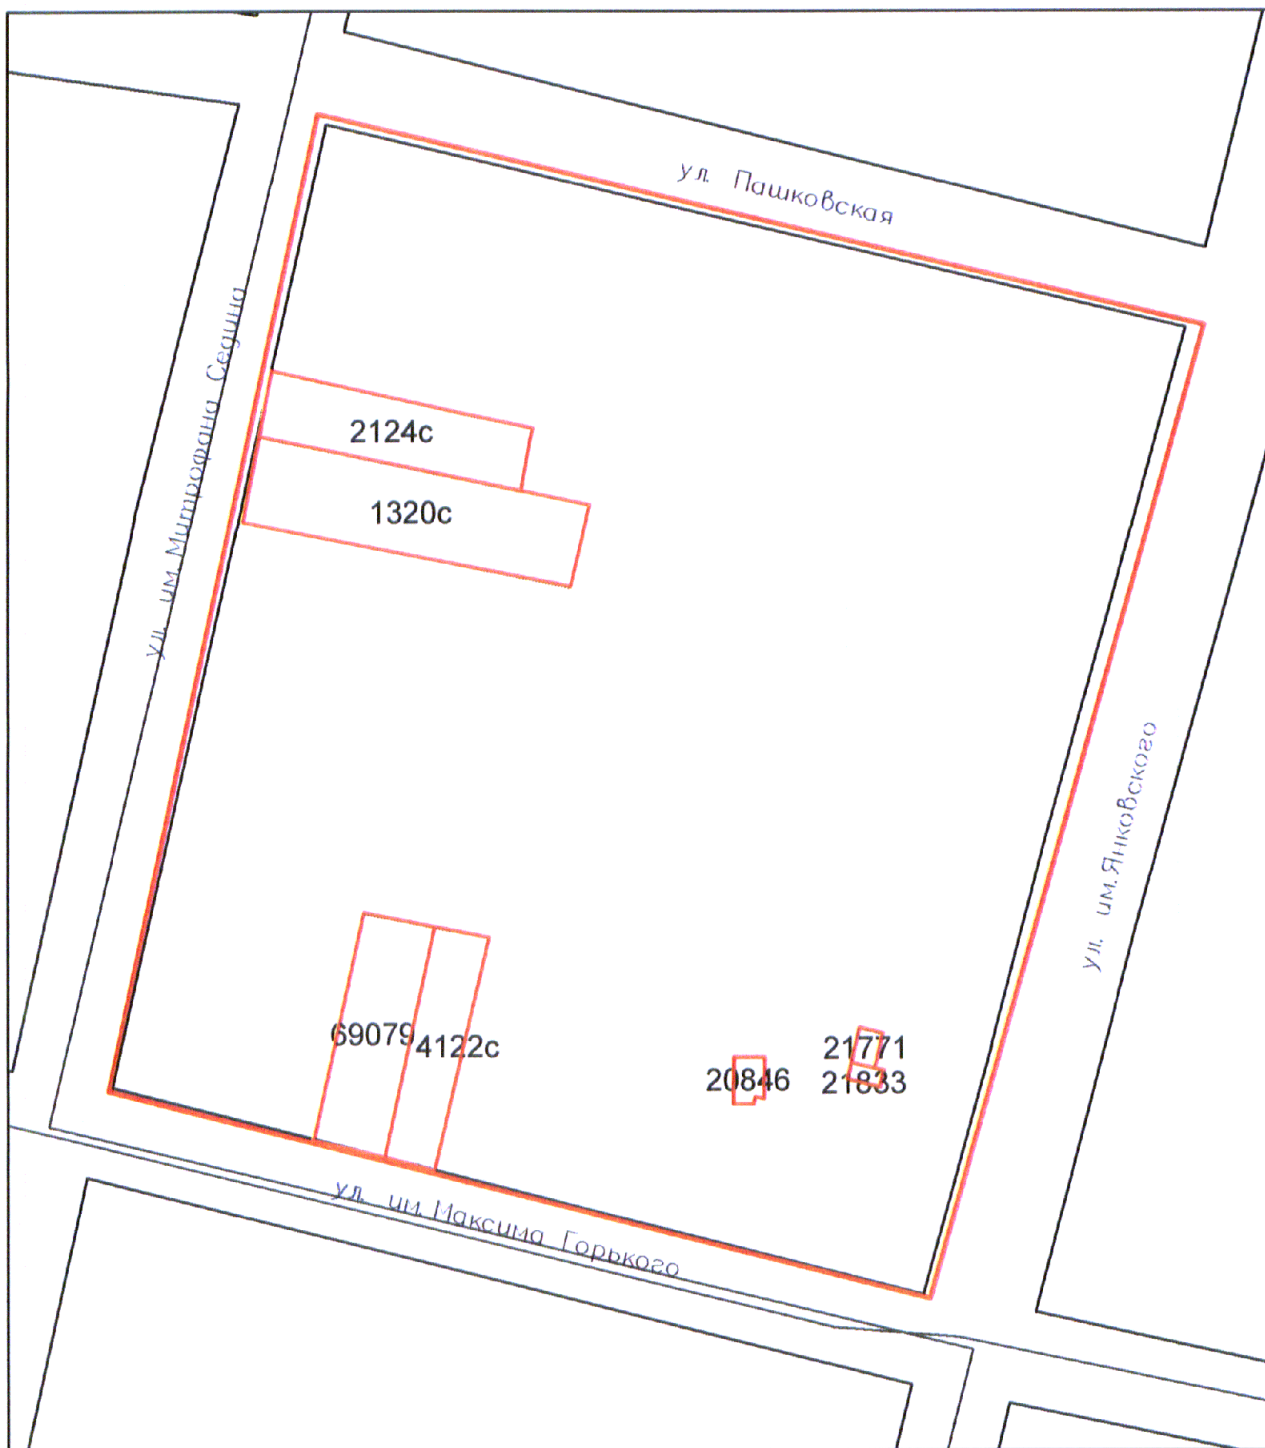 ул. Пашковская
ул. им. Митрофана Седина
2124с
1320с
ул. им. Янковского
69079
4122с
21771
20846
21833
ул. им. Максима Горького